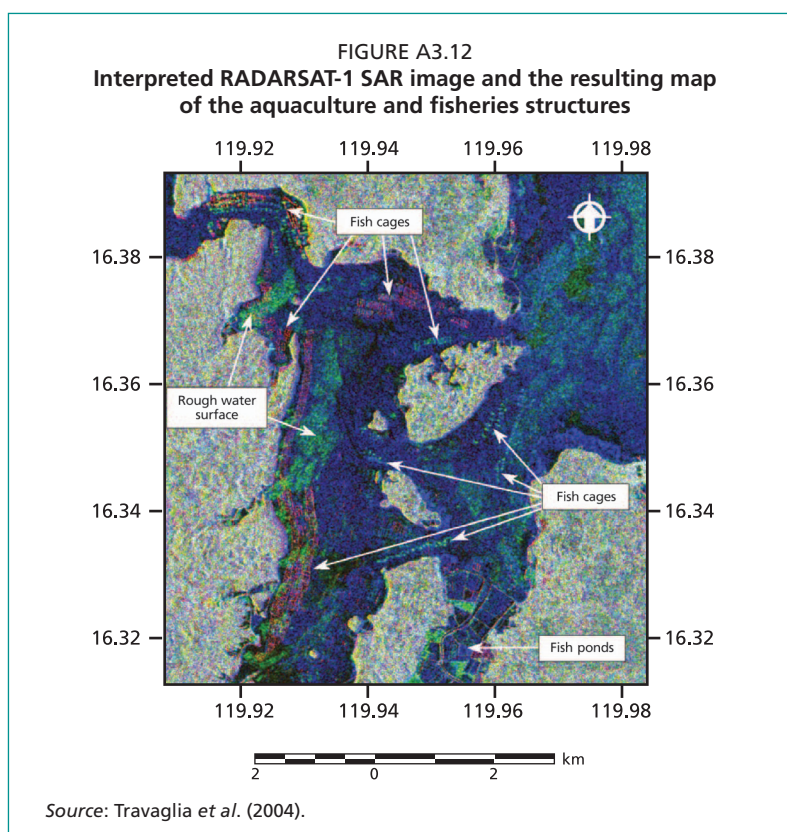 FIGURE A3.12
Interpreted RADARSAT-1 SAR image and the resulting map
of the aquaculture and fisheries structures
119.92 119.94 119.96 119.98
Fish cages
16.38 16.38
16.36 16.36
Rough water
surface
Fish cages
16.34 16.34
16.32 Fish ponds 16.32
119.92 119.94 119.96 119.98
km
2 0 2
Source: Travaglia et al. (2004).